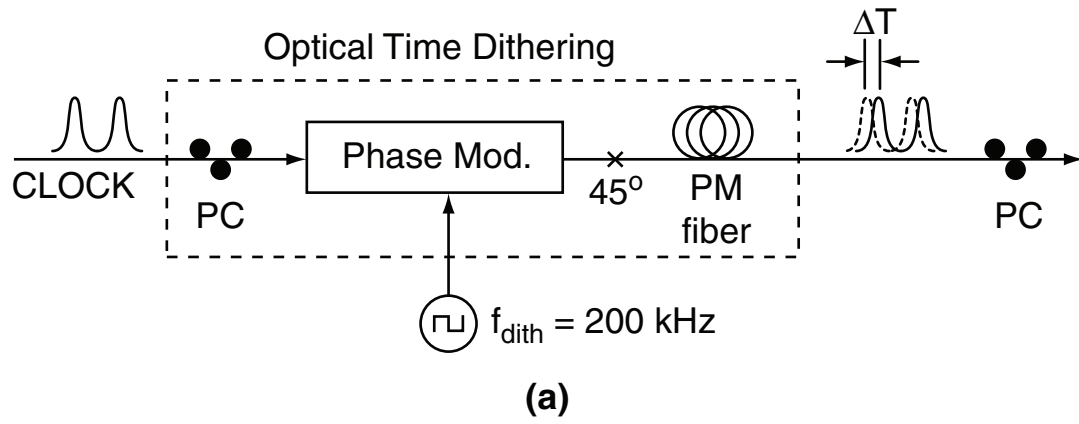 Optical Time Dithering
ΔT
CLOCK
PC
Phase Mod.
45°
PM
fiber
PC
f_dith = 200 kHz
(a)